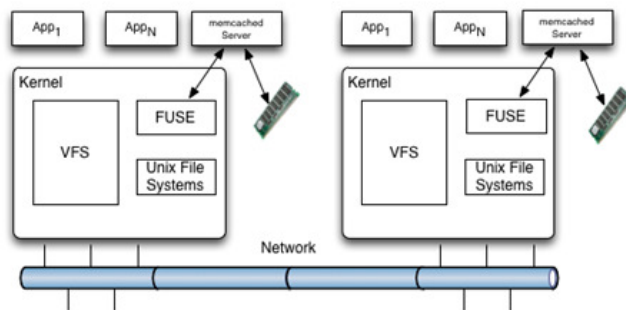 App1
AppN
memcached
Server
App1
AppN
memcached
Server
Kernel
FUSE
VFS
Unix File
Systems
Kernel
FUSE
VFS
Unix File
Systems
Network